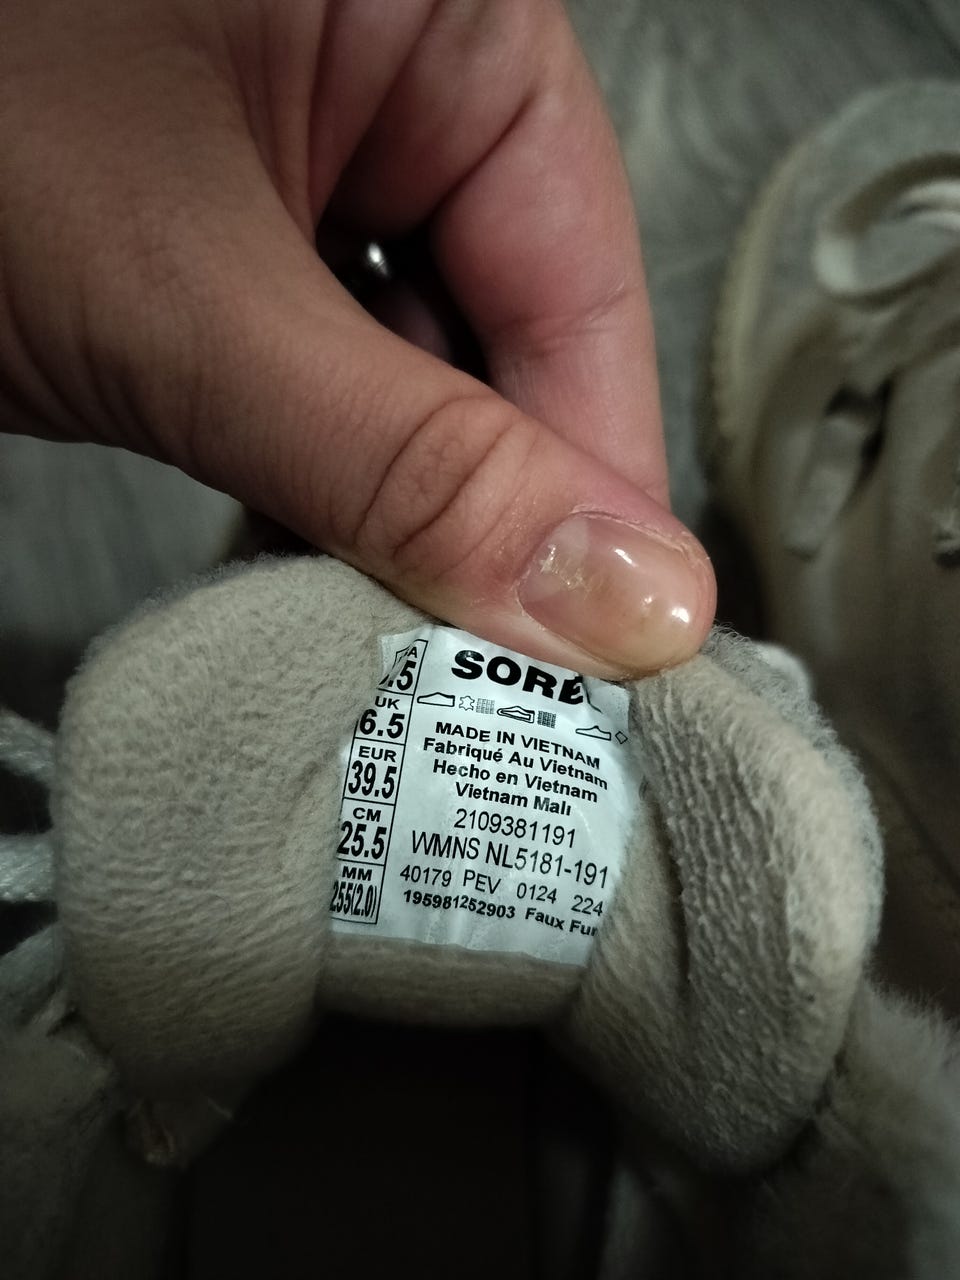 SOREL
UK
6.5
EUR
39.5
CM
25.5
MM
255(2.0)
MADE IN VIETNAM
Fabriqué Au Vietnam
Hecho en Vietnam
Vietnam Malı
2109381191
WMNS NL5181-191
40179 PEV 0124 224
195981252903 Faux Fur